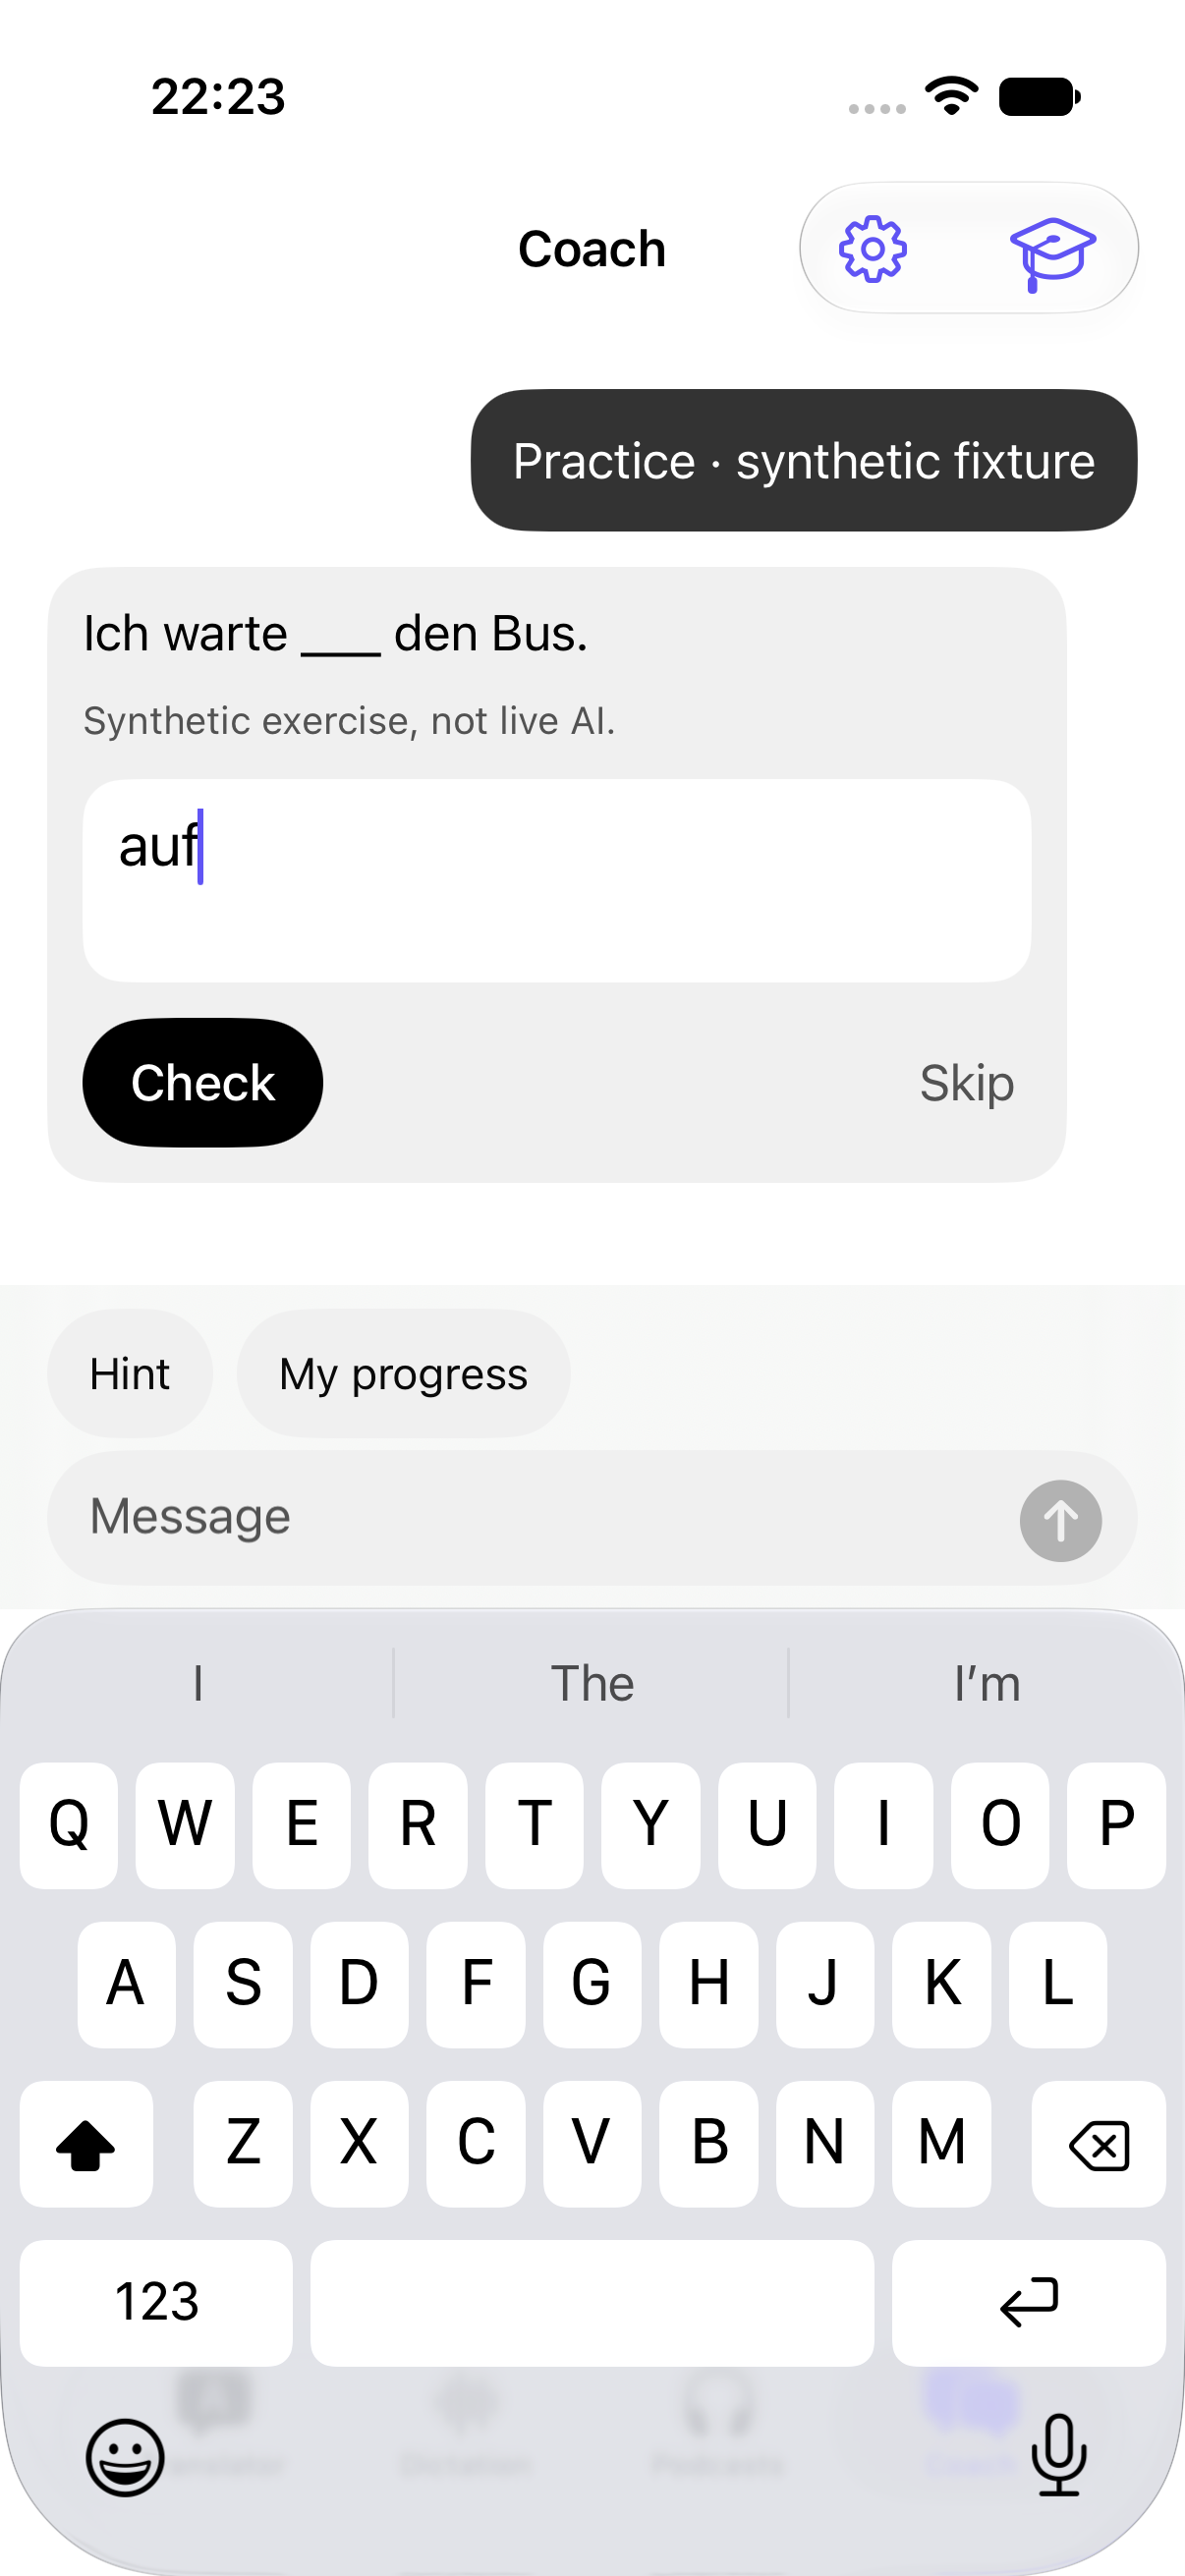 22:23
Coach
Practice · synthetic fixture
Ich warte ____ den Bus.
Synthetic exercise, not live AI.
auf
Check Skip
Hint My progress
Message
I The I’m
Q W E R T Y U I O P
A S D F G H J K L
Z X C V B N M
123